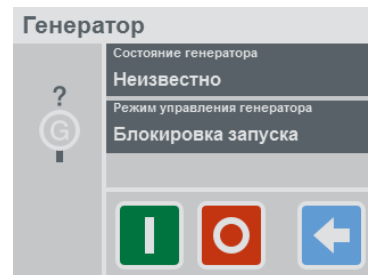 Генератор
Состояние генератора
Неизвестно
?
G
Режим управления генератора
Блокировка запуска